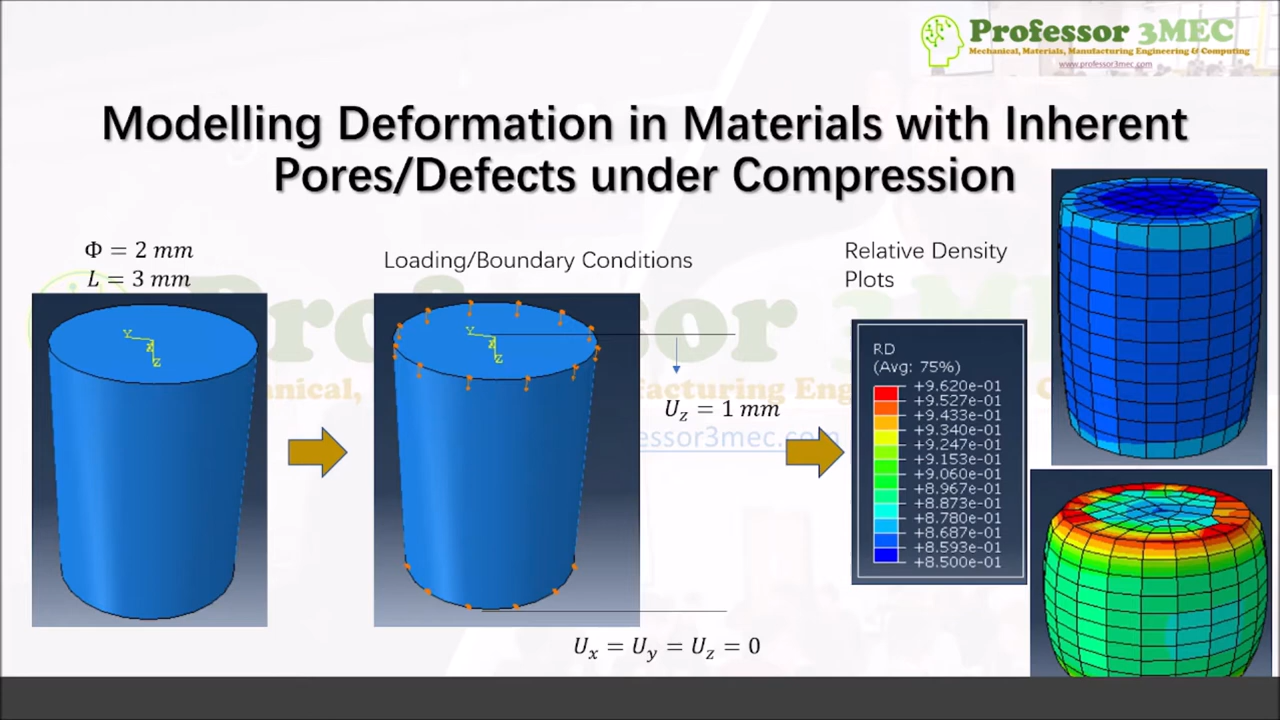 Professor 3MEC
Mechanical, Materials, Manufacturing Engineering & Computing
www.professor3mec.com
Modelling Deformation in Materials with Inherent
Pores/Defects under Compression
Φ = 2 mm
L = 3 mm
Loading/Boundary Conditions
Relative Density
Plots
Y
X
Z
Y
X
Z
U_z = 1 mm
U_x = U_y = U_z = 0
RD
(Avg: 75%)
+9.620e-01
+9.527e-01
+9.433e-01
+9.340e-01
+9.247e-01
+9.153e-01
+9.060e-01
+8.967e-01
+8.873e-01
+8.780e-01
+8.687e-01
+8.593e-01
+8.500e-01